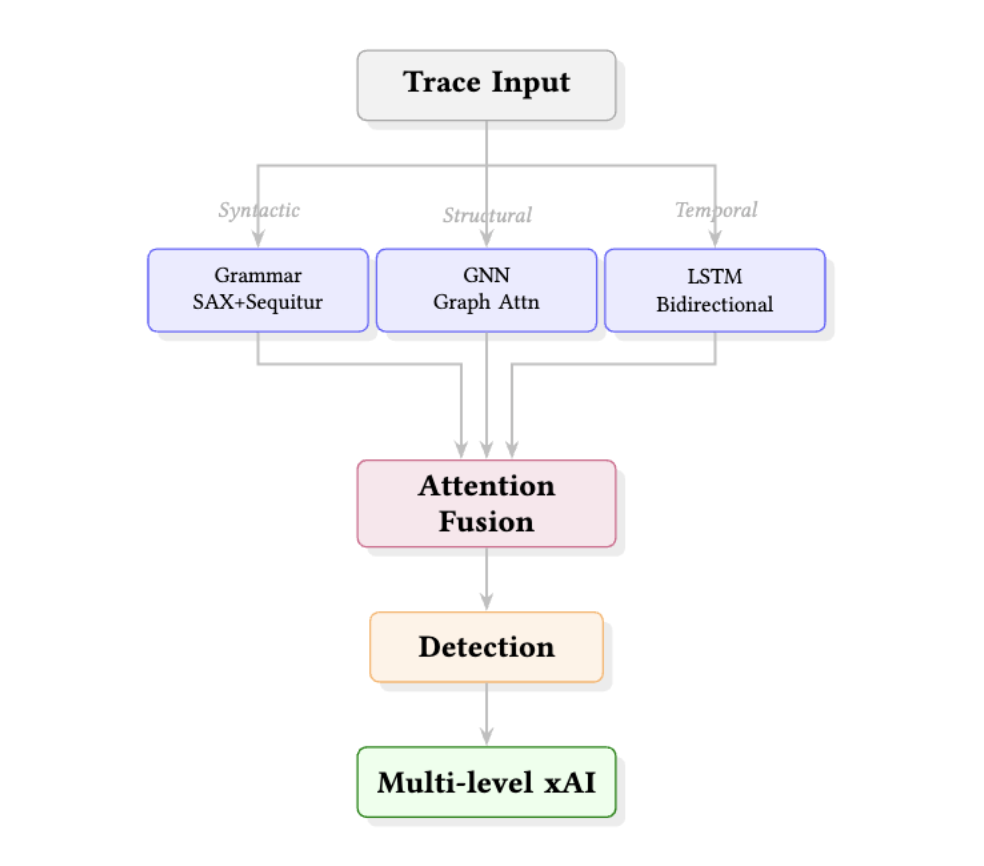 Trace Input
Syntactic
Structural
Temporal
Grammar
SAX+Sequitur
GNN
Graph Attn
LSTM
Bidirectional
Attention
Fusion
Detection
Multi-level xAI